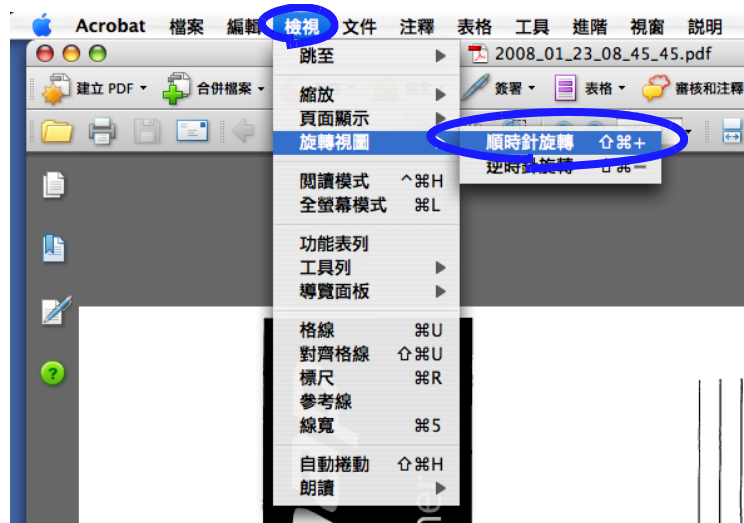 Acrobat 檔案 編輯 檢視 文件 注釋 表格 工具 進階 視窗 説明
2008_01_23_08_45_45.pdf
建立 PDF 合併檔案 簽署 表格 審核和注釋
跳至
縮放
頁面顯示
旋轉視圖
順時針旋轉 ⇧⌘+
逆時針旋轉 ⇧⌘−
閱讀模式 ^⌘H
全螢幕模式 ⌘L
功能表列
工具列
導覽面板
格線 ⌘U
對齊格線 ⇧⌘U
標尺 ⌘R
參考線
線寬 ⌘5
自動捲動 ⇧⌘H
朗讀